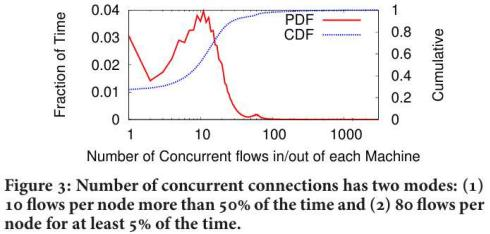 0.04
0.03
0.02
0.01
0
1
0.8
0.6
0.4
0.2
0
PDF
CDF
Fraction of Time
Cumulative
1 10 100 1000
Number of Concurrent flows in/out of each Machine
Figure 3: Number of concurrent connections has two modes: (1)
10 flows per node more than 50% of the time and (2) 80 flows per
node for at least 5% of the time.